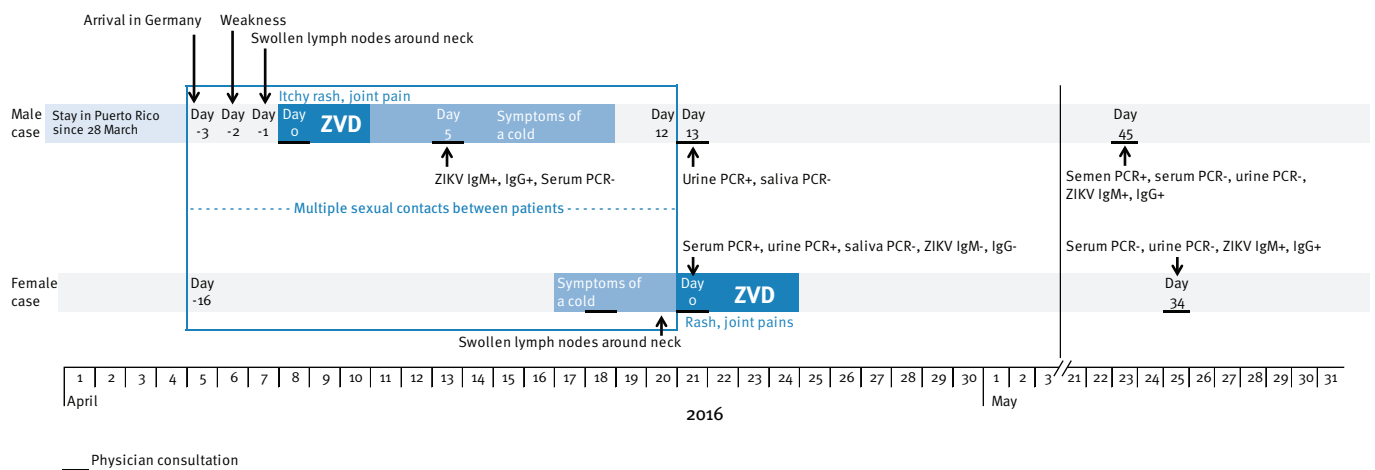 Arrival in Germany
Weakness
Swollen lymph nodes around neck
Itchy rash, joint pain
Male
case
Stay in Puerto Rico
since 28 March
Day
-3
Day
-2
Day
-1
Day
0
ZVD
Day
5
Symptoms of
a cold
Day
12
Day
13
Day
45
ZIKV IgM+, IgG+, Serum PCR-
Urine PCR+, saliva PCR-
Semen PCR+, serum PCR-, urine PCR-,
ZIKV IgM+, IgG+
Multiple sexual contacts between patients
Serum PCR+, urine PCR+, saliva PCR-, ZIKV IgM-, IgG-
Serum PCR-, urine PCR-, ZIKV IgM+, IgG+
Female
case
Day
-16
Symptoms of
a cold
Day
0
ZVD
Day
34
Rash, joint pains
Swollen lymph nodes around neck
1 2 3 4 5 6 7 8 9 10 11 12 13 14 15 16 17 18 19 20 21 22 23 24 25 26 27 28 29 30 1 2 3 21 22 23 24 25 26 27 28 29 30 31
April
May
2016
Physician consultation